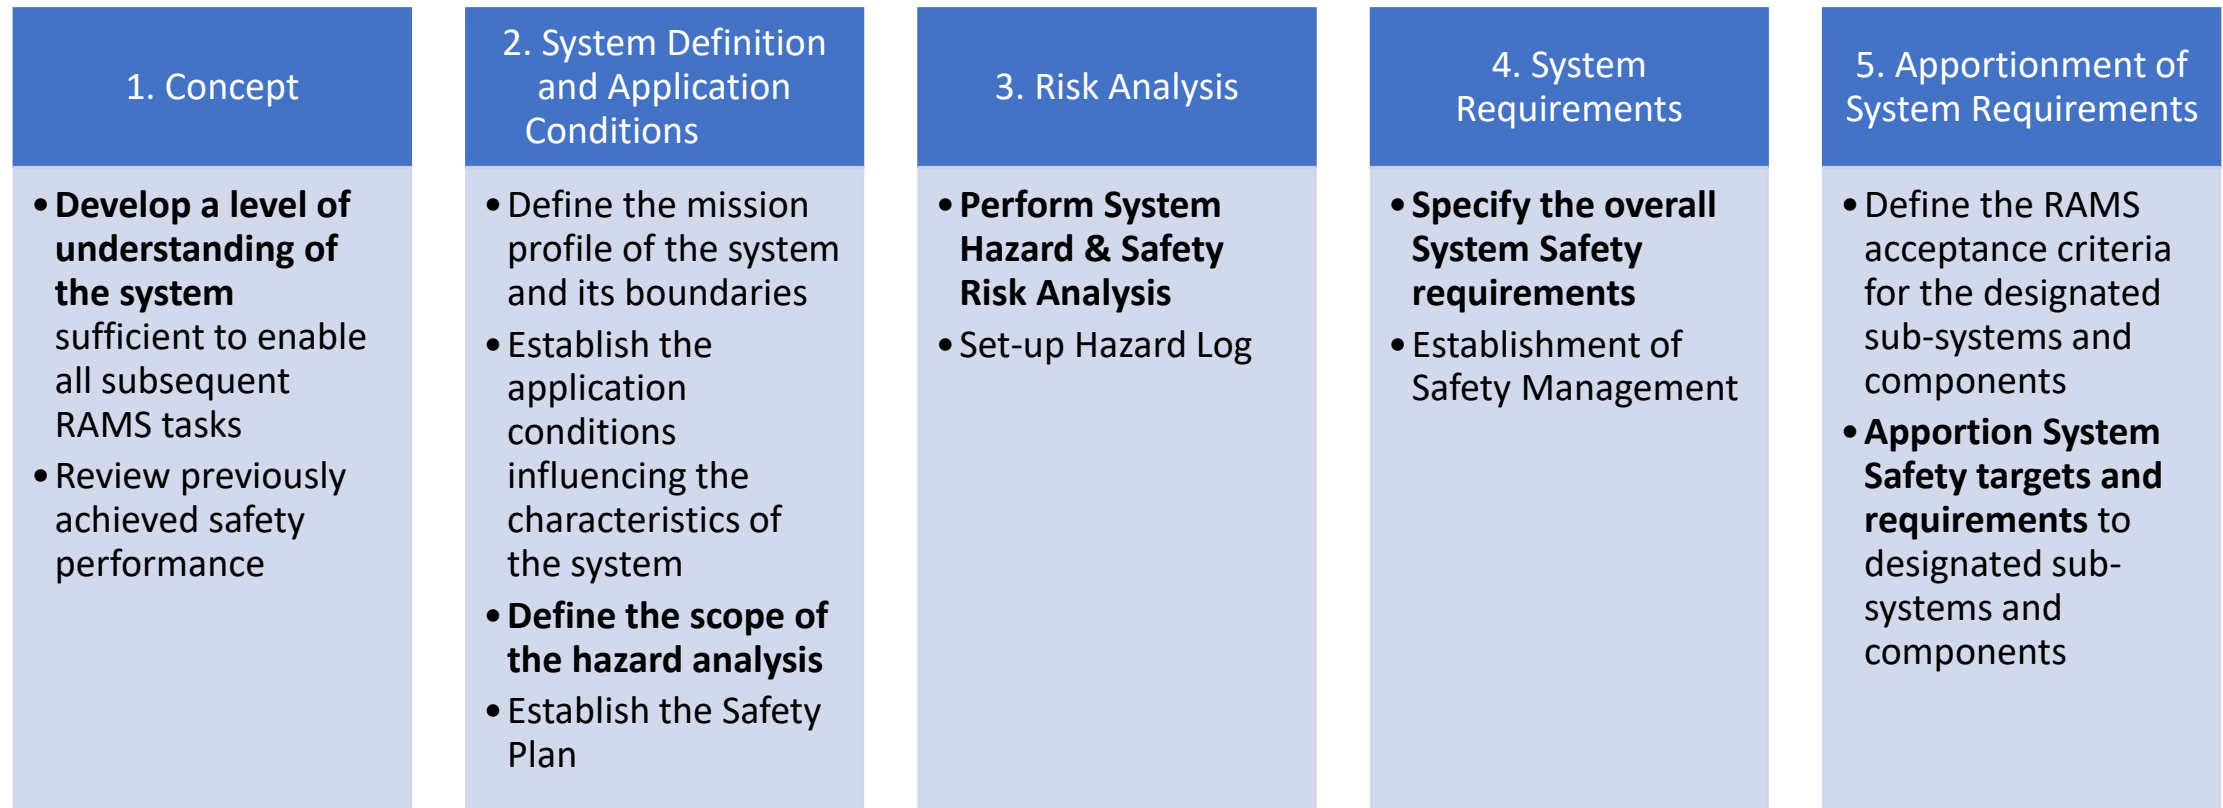 1. Concept
• Develop a level of
understanding of
the system
sufficient to enable
all subsequent
RAMS tasks
• Review previously
achieved safety
performance
2. System Definition
and Application
Conditions
• Define the mission
profile of the system
and its boundaries
• Establish the
application
conditions
influencing the
characteristics of
the system
• Define the scope of
the hazard analysis
• Establish the Safety
Plan
3. Risk Analysis
• Perform System
Hazard & Safety
Risk Analysis
• Set-up Hazard Log
4. System
Requirements
• Specify the overall
System Safety
requirements
• Establishment of
Safety Management
5. Apportionment of
System Requirements
• Define the RAMS
acceptance criteria
for the designated
sub-systems and
components
• Apportion System
Safety targets and
requirements to
designated sub-
systems and
components